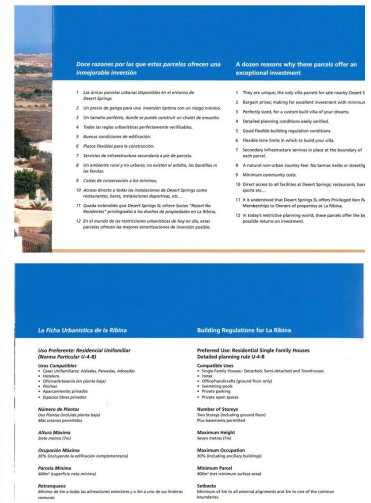 Doce razones por las que estas parcelas ofrecen una
inmejorable inversión
1 Las únicas parcelas urbanas disponibles en el entorno de
Desert Springs.
2 Un precio de ganga para una inversión óptima con un riesgo mínimo.
3 Un tamaño perfecto, donde se puede construir un chalet de ensueño.
4 Todas las reglas urbanísticas perfectamente verificables.
5 Buenas condiciones de edificación.
6 Plazos flexibles para la construcción.
7 Servicios de infraestructura secundaria a pie de parcela.
8 Un ambiente rural y no urbano; no existen ni asfalto, los bordillos ni
las farolas.
9 Costes de conservación a los mínimos.
10 Acceso directo a todas las instalaciones de Desert Springs como
restaurantes, bares, instalaciones deportivas, etc...
11 Queda entendido que Desert Springs SL ofrece Socios "Resort No
Residentes" privilegiados a los dueños de propiedades en La Ribina.
12 En el mundo de las restricciones urbanísticas de hoy en día, estas
parcelas ofrecen las mejores amortizaciones de inversión posible.
A dozen reasons why these parcels offer an
exceptional investment
1 They are unique; the only villa parcels for sale nearby Desert S
2 Bargain prices; making for excellent investment with minimum
3 Perfectly sized, for a custom built villa of your dreams.
4 Detailed planning conditions easily verified.
5 Good flexible building regulation conditions.
6 Flexible time limits in which to build your villa.
7 Secondary infrastructure services in place at the boundary of
each parcel.
8 A natural non-urban country feel. No tarmac kerbs or streetlig
9 Minimum community costs.
10 Direct access to all facilities at Desert Springs; restaurants, bars
sports etc...
11 It is understood that Desert Springs SL offers Privileged Non Re
Memberships to Owners of properties at La Ribina.
12 In today's restrictive planning world, these parcels offer the be
possible returns on investment.
La Ficha Urbanística de la Ribina
Uso Preferente: Residencial Unifamiliar
(Norma Particular U-4-B)
Usos Compatibles
• Casas Unifamiliares: Aisladas, Pareadas, Adosadas
• Hotelero
• Oficina/Artesanía (en planta baja)
• Piscinas
• Aparcamientos privados
• Espacios libres privados
Número de Plantas
Dos Plantas (incluida planta baja)
Más sotanos permitidos
Altura Máxima
Siete metros (7m)
Ocupación Máxima
30% (incluyendo la edificación complementaria)
Parcela Mínima
400m² (superficie neta mínima)
Retranqueos
Mínimo de 5m a todas las alineaciones exteriores y a 3m a uno de sus linderos
comunes
Building Regulations for La Ribina
Preferred Use: Residential Single Family Houses
Detailed planning rule U-4-B
Compatible Uses
• Single Family Houses- Detached, Semi-detached and Townhouses
• Hotel
• Office/handicrafts (ground floor only)
• Swimming pools
• Private parking
• Private open spaces
Number of Storeys
Two Storeys (including ground floor)
Plus basements permitted
Maximum Height
Seven metres (7m)
Maximum Occupation
30% (including ancillary buildings)
Minimum Parcel
400m² (net minimum surface area)
Setbacks
Minimum of 5m to all external alignments and 3m to one of the common
boundaries.